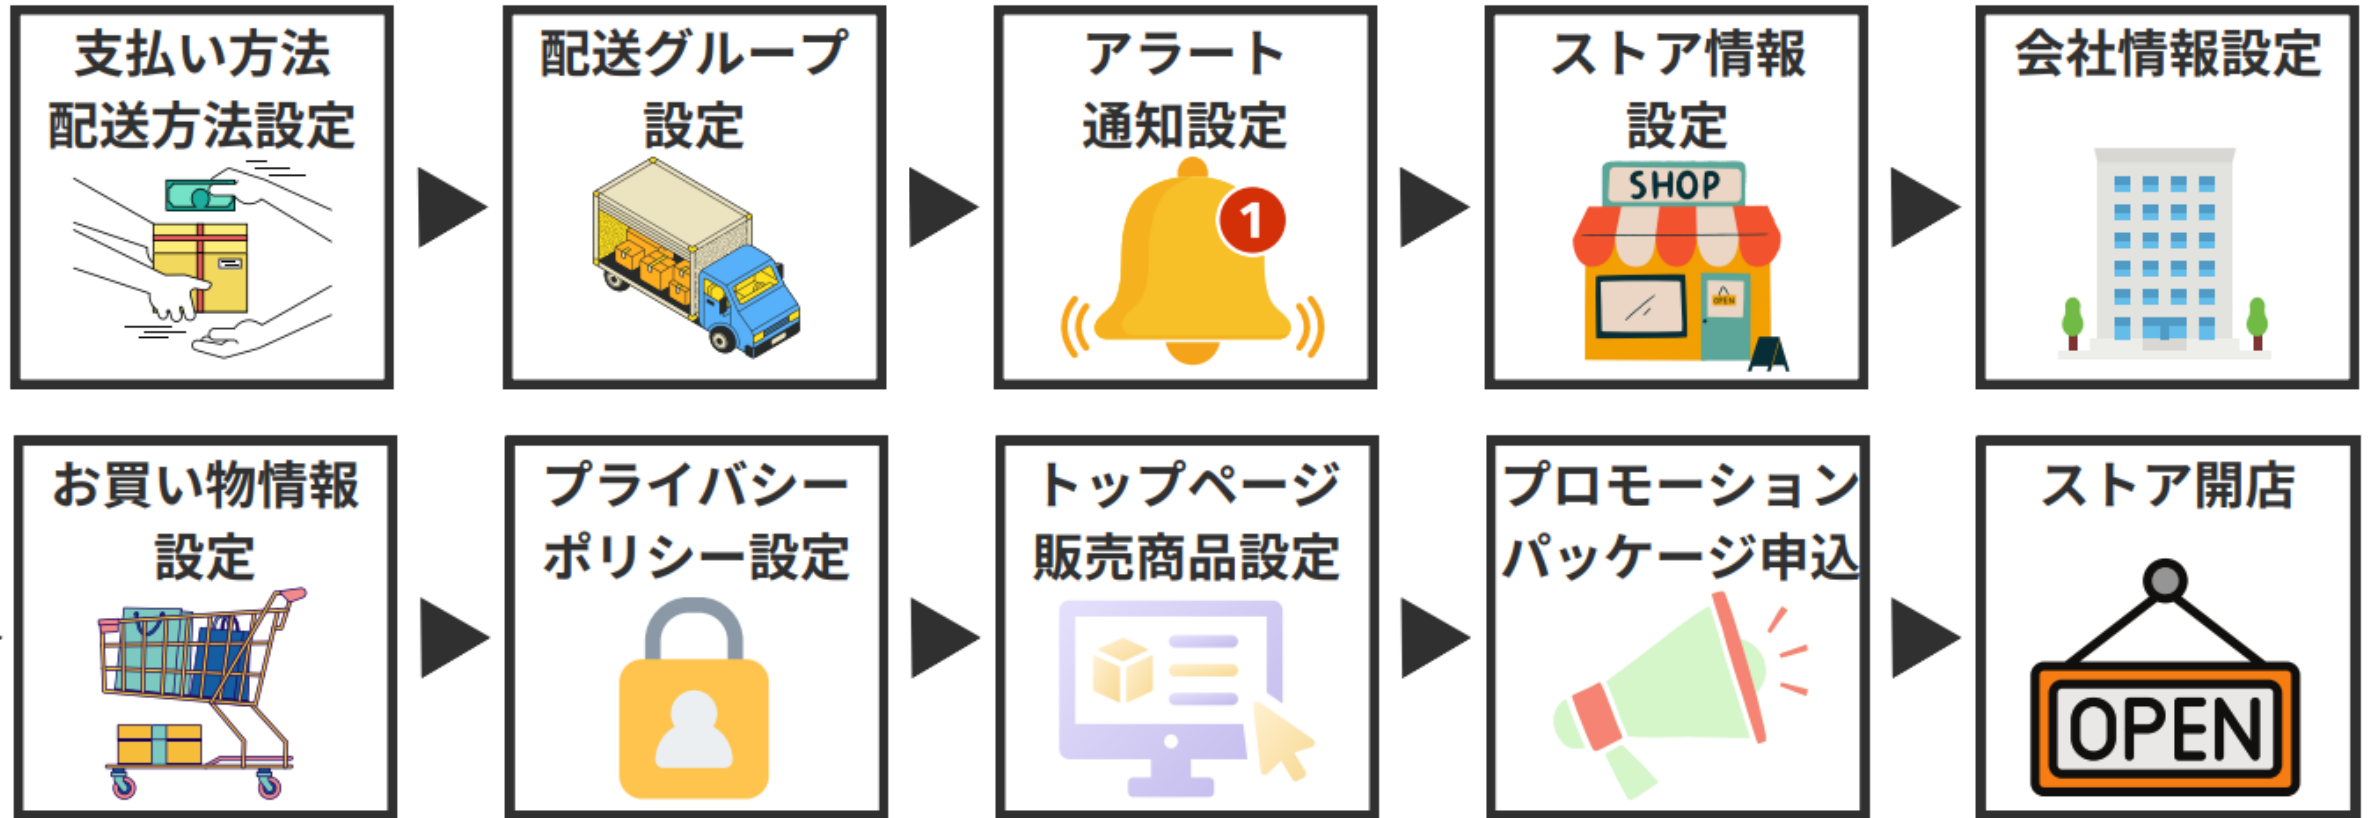 支払い方法
配送方法設定
配送グループ
設定
アラート
通知設定
1
ストア情報
設定
SHOP
OPEN
会社情報設定
お買い物情報
設定
プライバシー
ポリシー設定
トップページ
販売商品設定
プロモーション
パッケージ申込
ストア開店
OPEN